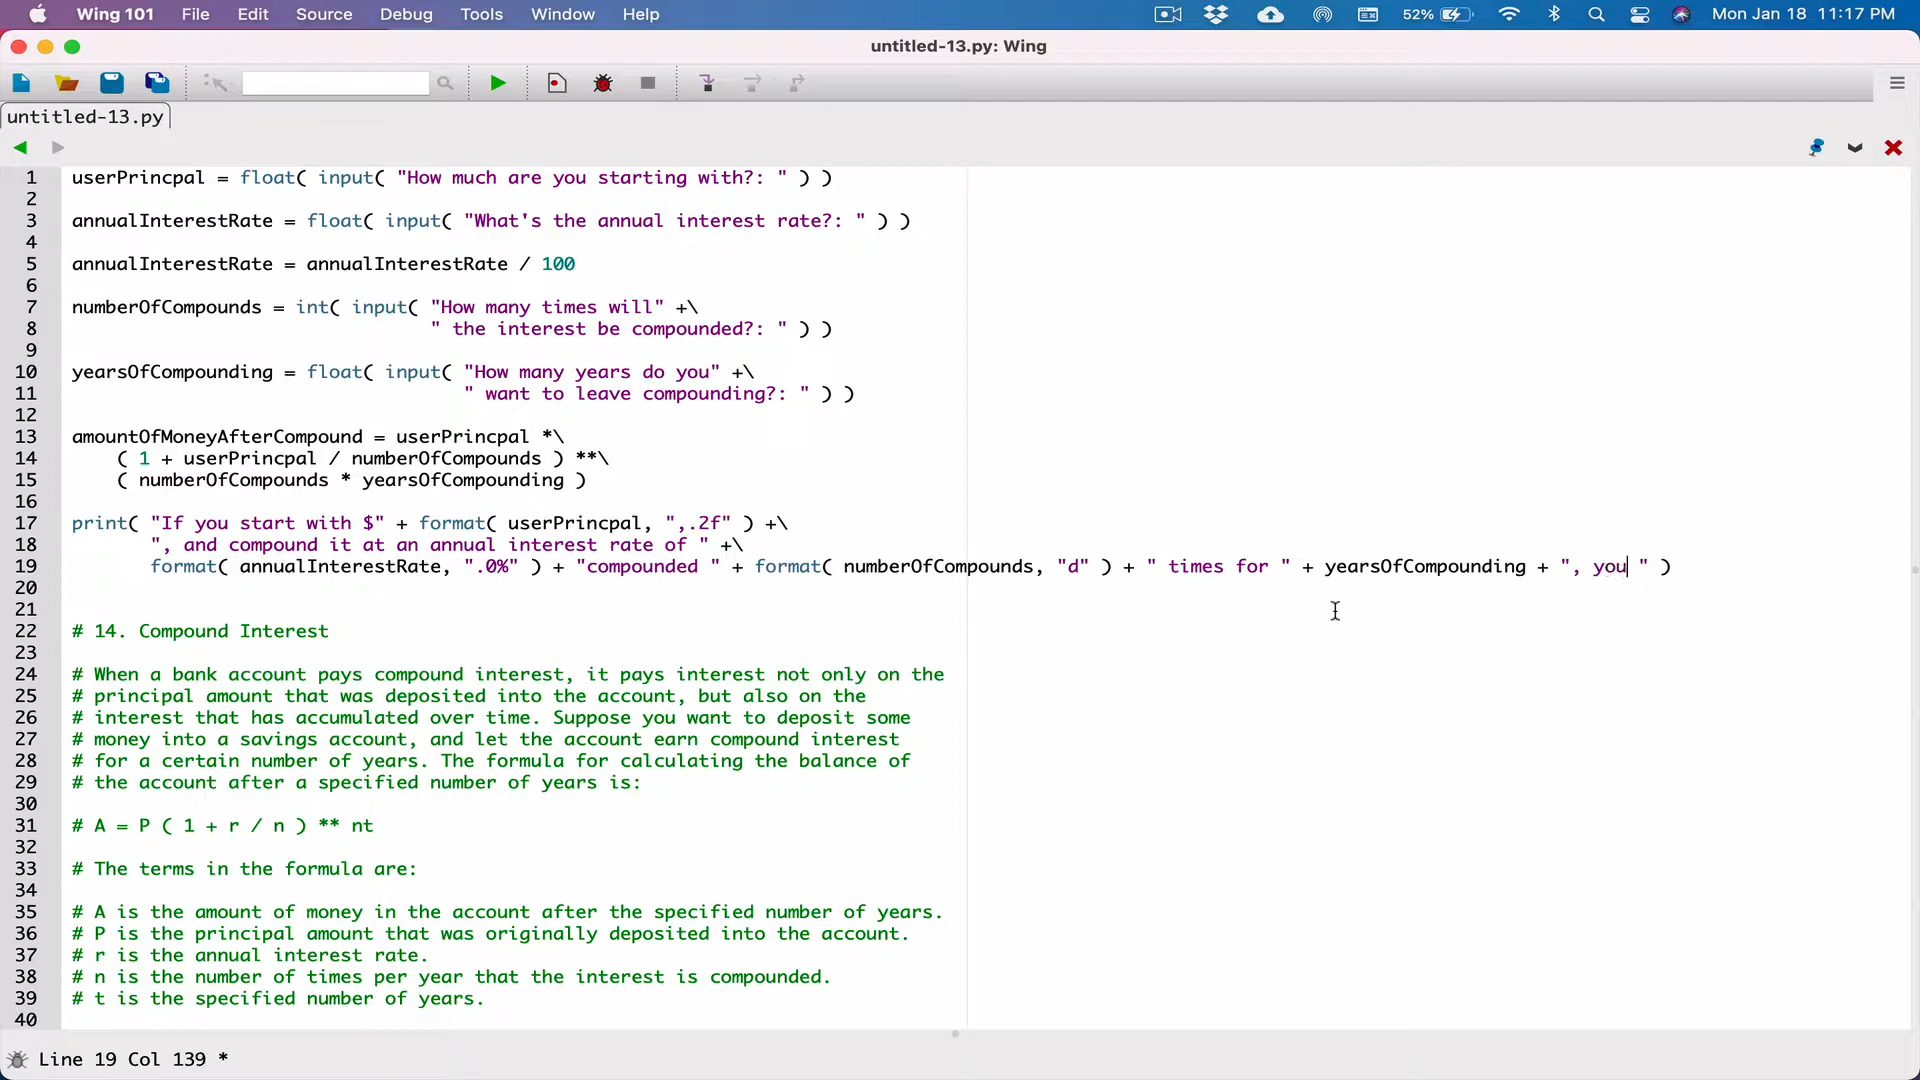 Wing 101 File Edit Source Debug Tools Window Help 52% Mon Jan 18 11:17 PM
untitled-13.py: Wing
untitled-13.py
1 userPrincpal = float( input( "How much are you starting with?: " ) )
2
3 annualInterestRate = float( input( "What's the annual interest rate?: " ) )
4
5 annualInterestRate = annualInterestRate / 100
6
7 numberOfCompounds = int( input( "How many times will" +\
8 " the interest be compounded?: " ) )
9
10 yearsOfCompounding = float( input( "How many years do you" +\
11 " want to leave compounding?: " ) )
12
13 amountOfMoneyAfterCompound = userPrincpal *\
14 ( 1 + userPrincpal / numberOfCompounds ) **\
15 ( numberOfCompounds * yearsOfCompounding )
16
17 print( "If you start with $" + format( userPrincpal, ",.2f" ) +\
18 ", and compound it at an annual interest rate of " +\
19 format( annualInterestRate, ".0%" ) + "compounded " + format( numberOfCompounds, "d" ) + " times for " + yearsOfCompounding + ", you " )
20
21
22 # 14. Compound Interest
23
24 # When a bank account pays compound interest, it pays interest not only on the
25 # principal amount that was deposited into the account, but also on the
26 # interest that has accumulated over time. Suppose you want to deposit some
27 # money into a savings account, and let the account earn compound interest
28 # for a certain number of years. The formula for calculating the balance of
29 # the account after a specified number of years is:
30
31 # A = P ( 1 + r / n ) ** nt
32
33 # The terms in the formula are:
34
35 # A is the amount of money in the account after the specified number of years.
36 # P is the principal amount that was originally deposited into the account.
37 # r is the annual interest rate.
38 # n is the number of times per year that the interest is compounded.
39 # t is the specified number of years.
40
Line 19 Col 139 *